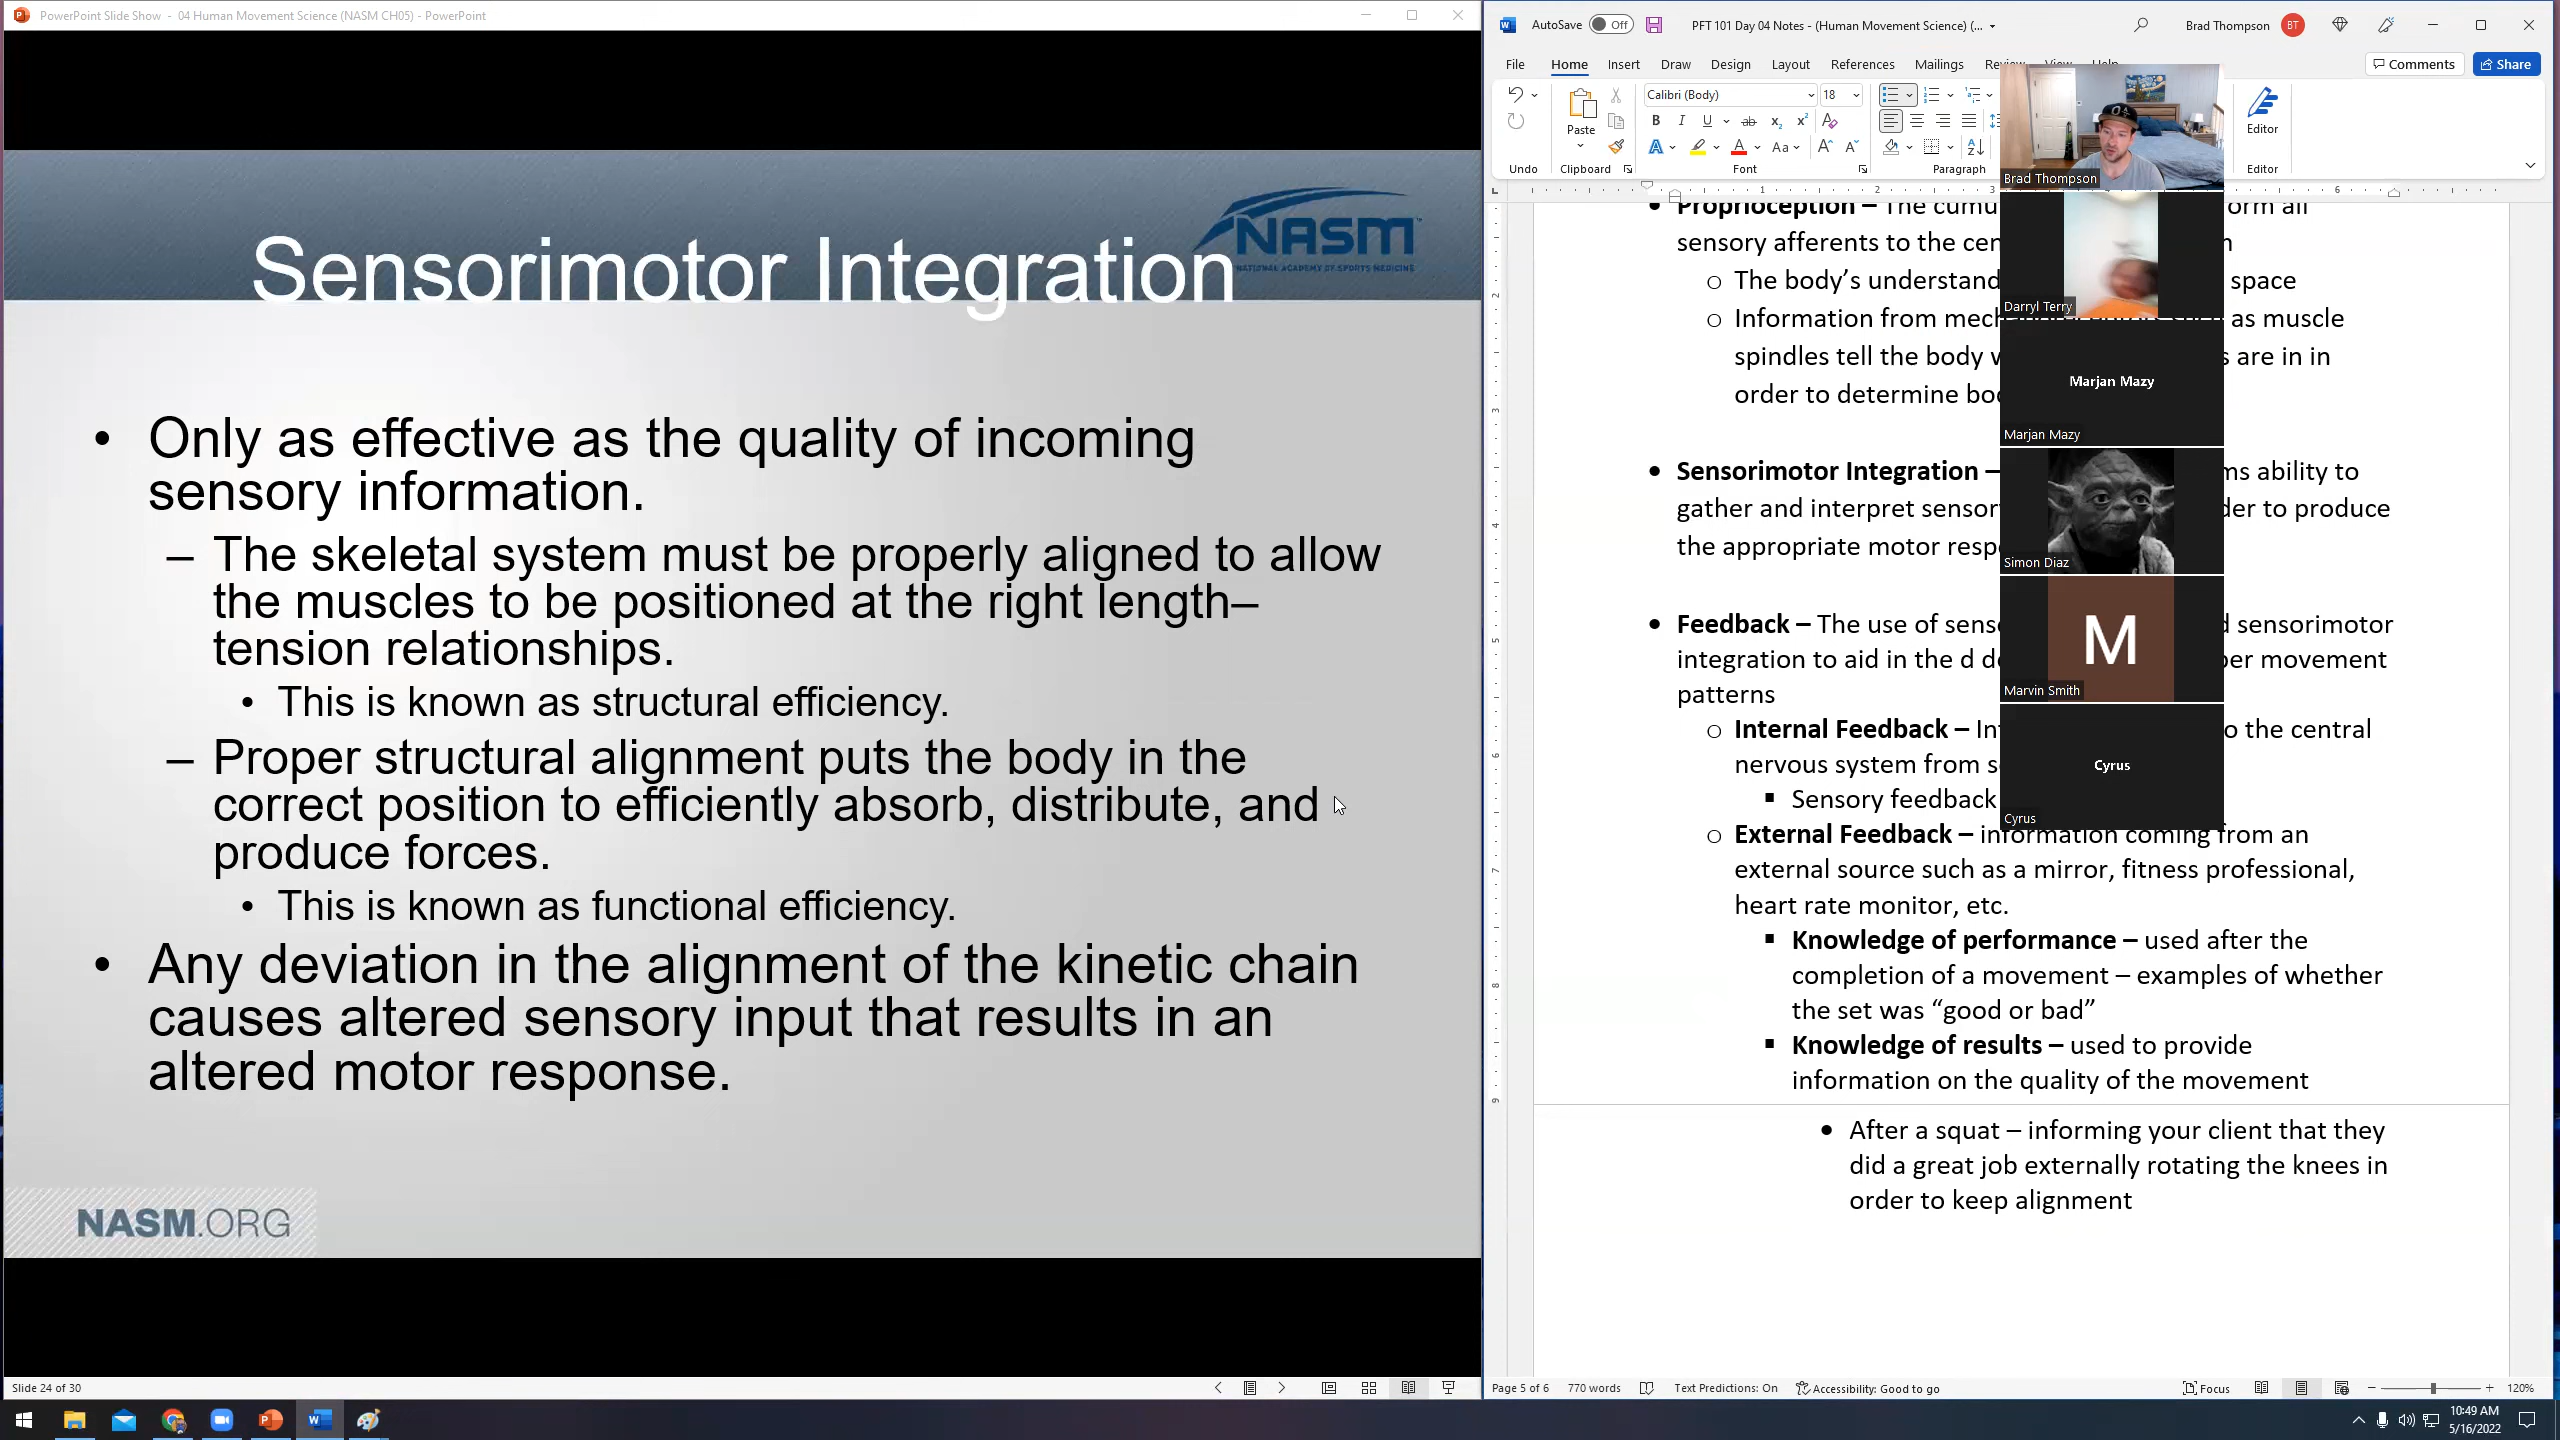 PowerPoint Slide Show - 04 Human Movement Science (NASM CH05) - PowerPoint
NASM
NATIONAL ACADEMY OF SPORTS MEDICINE
Sensorimotor Integration
• Only as effective as the quality of incoming
sensory information.
– The skeletal system must be properly aligned to allow
the muscles to be positioned at the right length–
tension relationships.
• This is known as structural efficiency.
– Proper structural alignment puts the body in the
correct position to efficiently absorb, distribute, and
produce forces.
• This is known as functional efficiency.
• Any deviation in the alignment of the kinetic chain
causes altered sensory input that results in an
altered motor response.
NASM.ORG
Slide 24 of 30
AutoSave Off PFT 101 Day 04 Notes - (Human Movement Science) (... Brad Thompson BT
File Home Insert Draw Design Layout References Mailings Review View Help Comments Share
Calibri (Body) 18
Paste
Editor
Undo Clipboard Font Paragraph Editor
Brad Thompson
Darryl Terry
Marjan Mazy
Marjan Mazy
Simon Diaz
M
Marvin Smith
Cyrus
Cyrus
• Proprioception – The
sensory afferents to the
o The body's space
o Information from as muscle
spindles tell the body are in in
order to determine
• Sensorimotor Integration – ability to
gather and interpret to produce
the appropriate motor
• Feedback – The use of sensorimotor
integration to aid in the d movement
patterns
o Internal Feedback – the central
nervous system from
▪ Sensory feedback
o External Feedback – information coming from an
external source such as a mirror, fitness professional,
heart rate monitor, etc.
▪ Knowledge of performance – used after the
completion of a movement – examples of whether
the set was “good or bad”
▪ Knowledge of results – used to provide
information on the quality of the movement
• After a squat – informing your client that they
did a great job externally rotating the knees in
order to keep alignment
Page 5 of 6 770 words Text Predictions: On Accessibility: Good to go Focus 120%
10:49 AM
5/16/2022